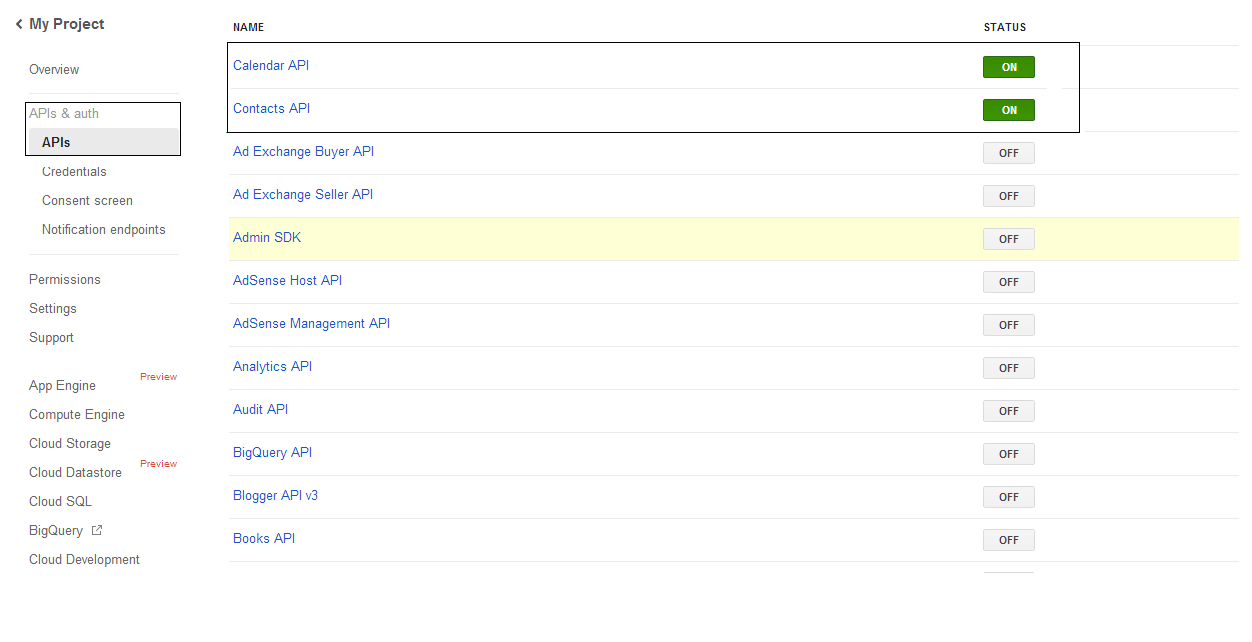 My Project
Overview
APIs & auth
APIs
Credentials
Consent screen
Notification endpoints
Permissions
Settings
Support
App Engine Preview
Compute Engine
Cloud Storage
Cloud Datastore Preview
Cloud SQL
BigQuery
Cloud Development
NAME STATUS
Calendar API ON
Contacts API ON
Ad Exchange Buyer API OFF
Ad Exchange Seller API OFF
Admin SDK OFF
AdSense Host API OFF
AdSense Management API OFF
Analytics API OFF
Audit API OFF
BigQuery API OFF
Blogger API v3 OFF
Books API OFF